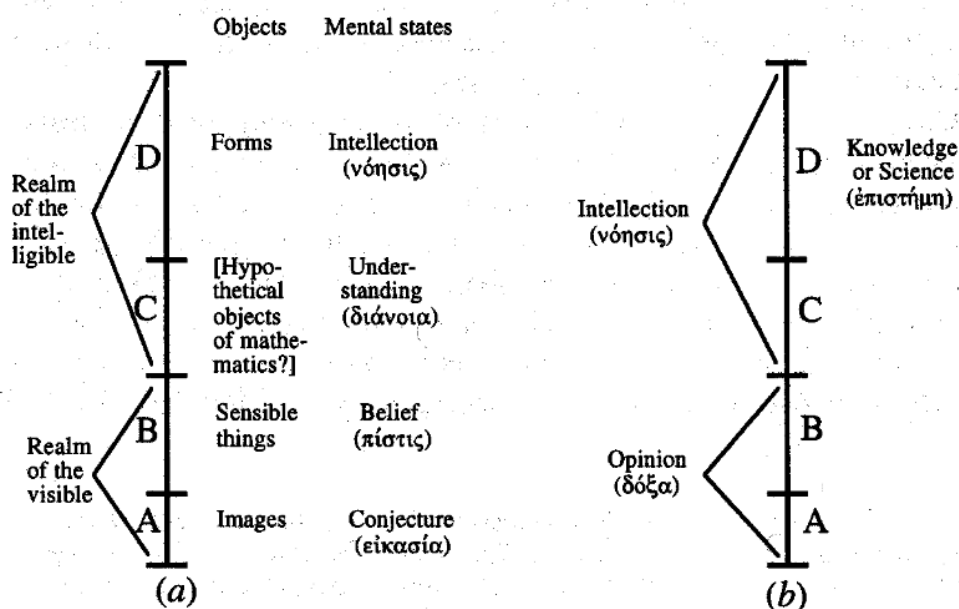 Objects Mental states
D
Forms
Intellection
(νόησις)
Realm
of the
intel-
ligible
C
[Hypo-
thetical
objects
of mathe-
matics?]
Under-
standing
(διάνοια)
Realm
of the
visible
B
Sensible
things
Belief
(πίστις)
A
Images
Conjecture
(εἰκασία)
(a)
Intellection
(νόησις)
D
Knowledge
or Science
(ἐπιστήμη)
C
Opinion
(δόξα)
B
A
(b)